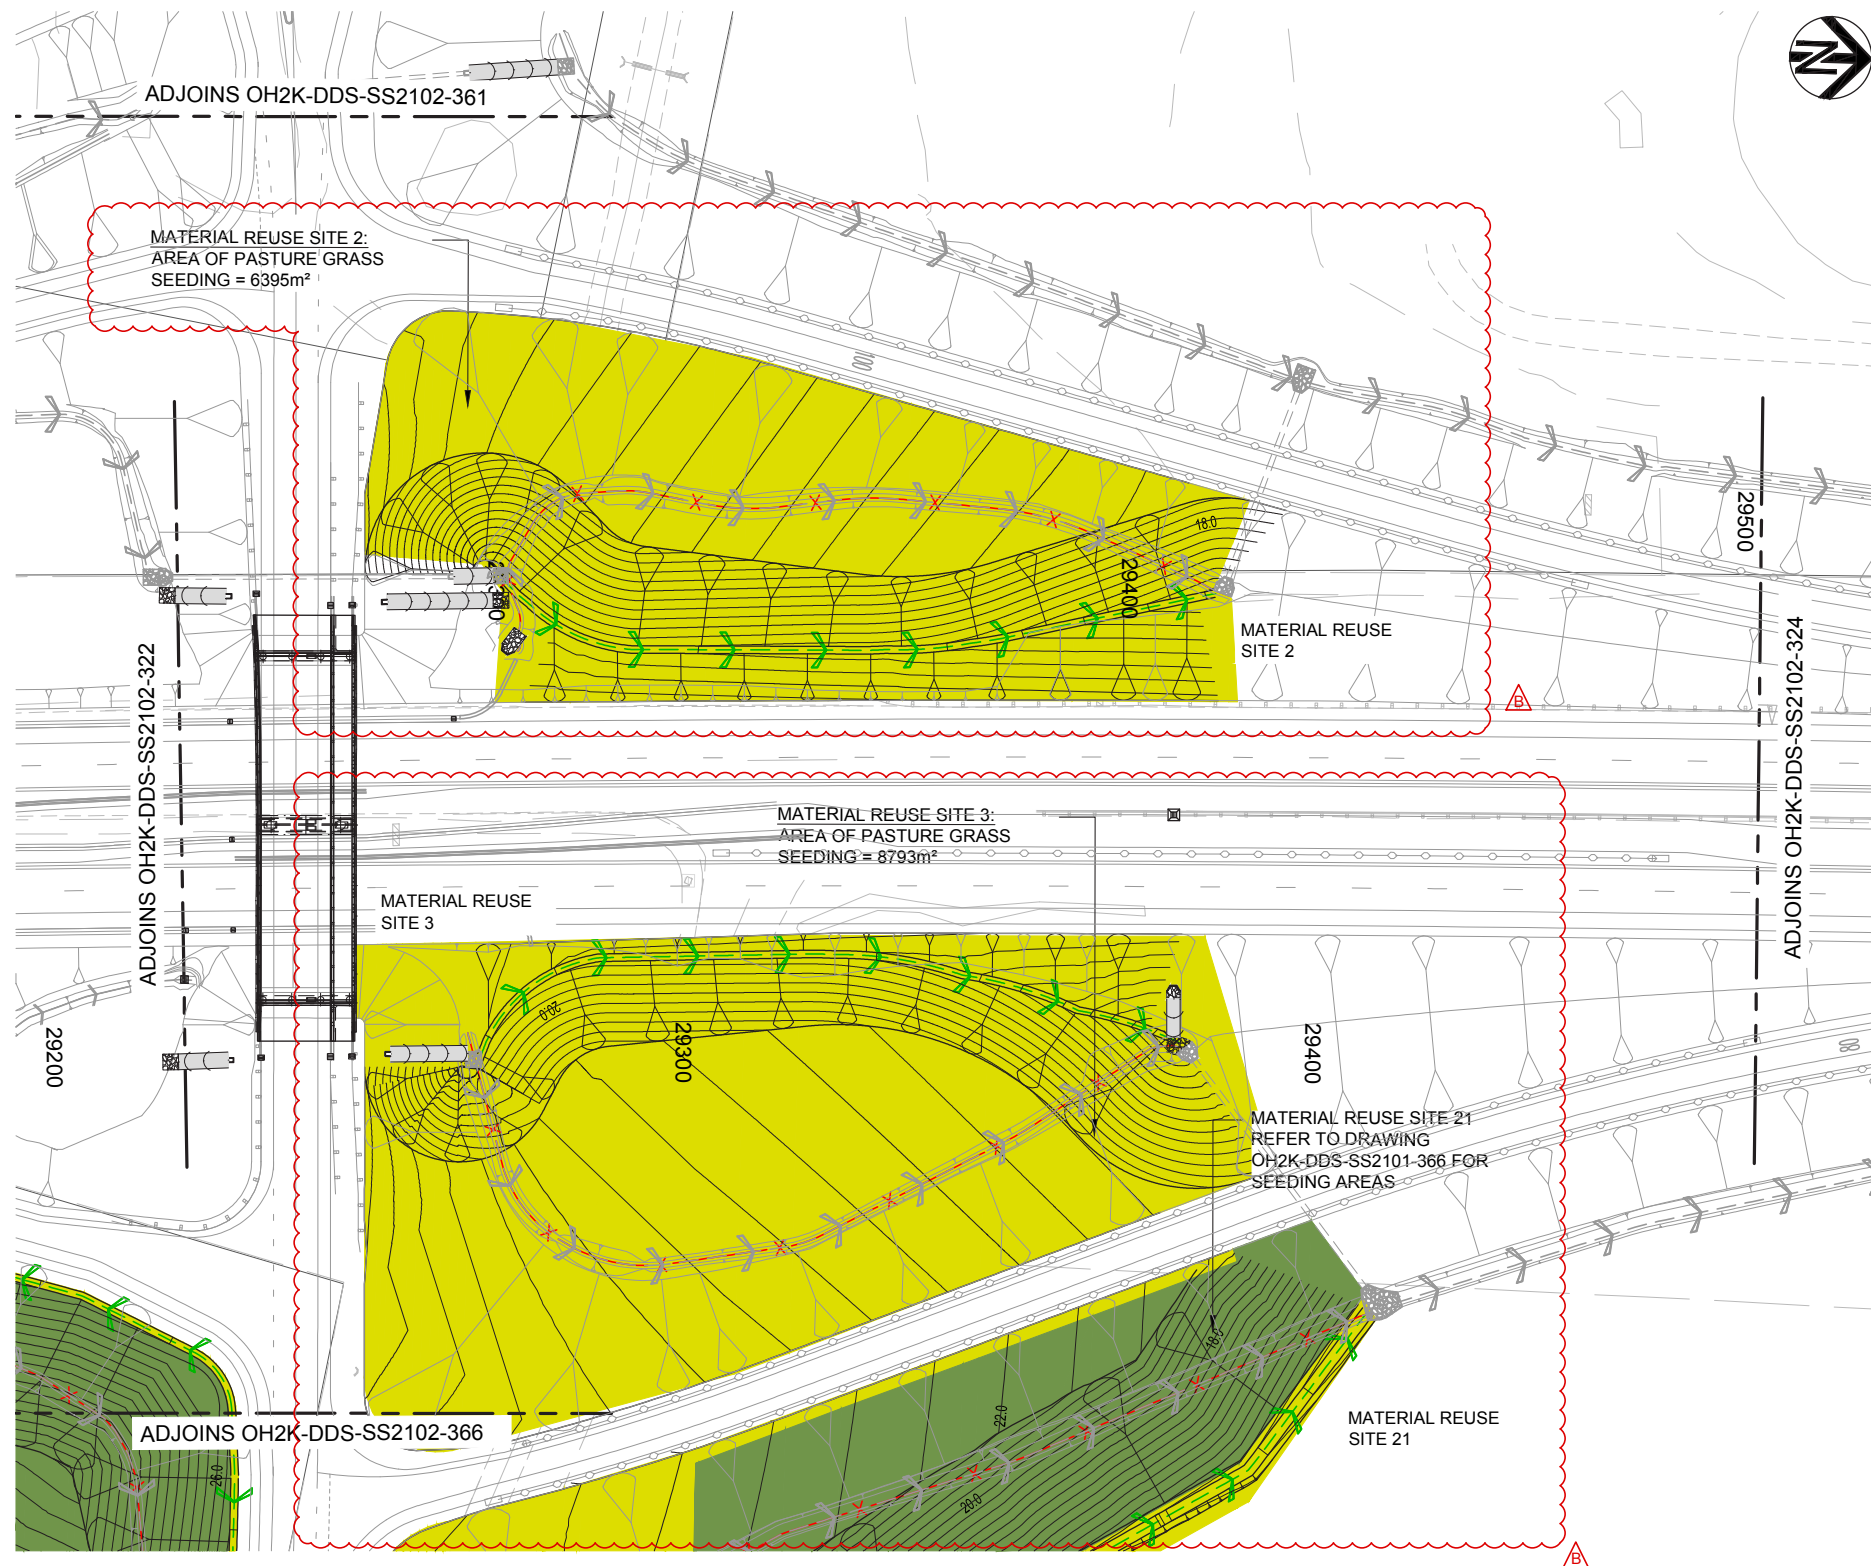 N
ADJOINS OH2K-DDS-SS2102-361
MATERIAL REUSE SITE 2:
AREA OF PASTURE GRASS
SEEDING = 6395m²
100
18.0
29500
29400
MATERIAL REUSE
SITE 2
B
ADJOINS OH2K-DDS-SS2102-322
ADJOINS OH2K-DDS-SS2102-324
MATERIAL REUSE SITE 3:
AREA OF PASTURE GRASS
SEEDING = 8793m²
MATERIAL REUSE
SITE 3
20.0
29200
29300
29400
80
MATERIAL REUSE SITE 21
REFER TO DRAWING
OH2K-DDS-SS2101-366 FOR
SEEDING AREAS
18.0
22.0
20.0
26.0
MATERIAL REUSE
SITE 21
ADJOINS OH2K-DDS-SS2102-366
B